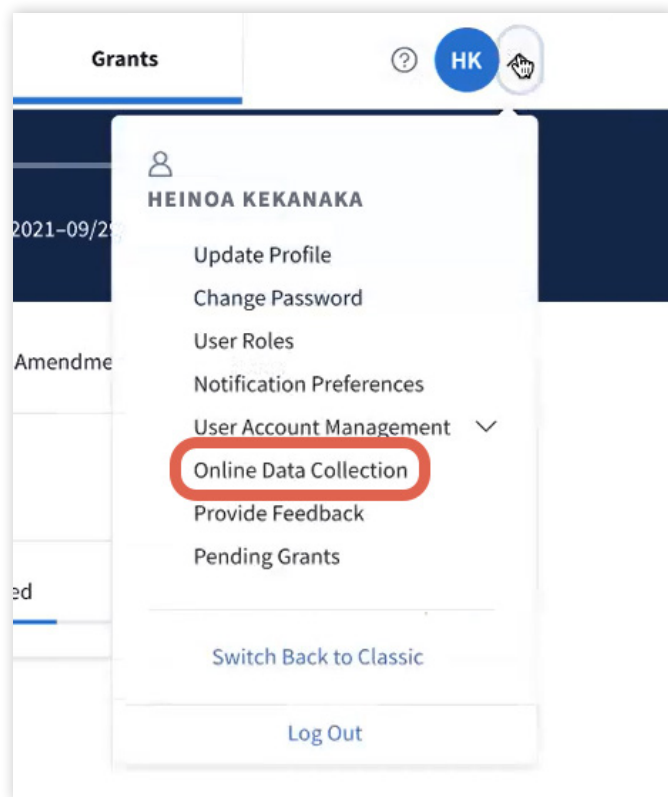 Grants
?
HK
HEINOA KEKANAKA
2021–09/29
Update Profile
Change Password
User Roles
Amendme
Notification Preferences
User Account Management
Online Data Collection
Provide Feedback
Pending Grants
ed
Switch Back to Classic
Log Out